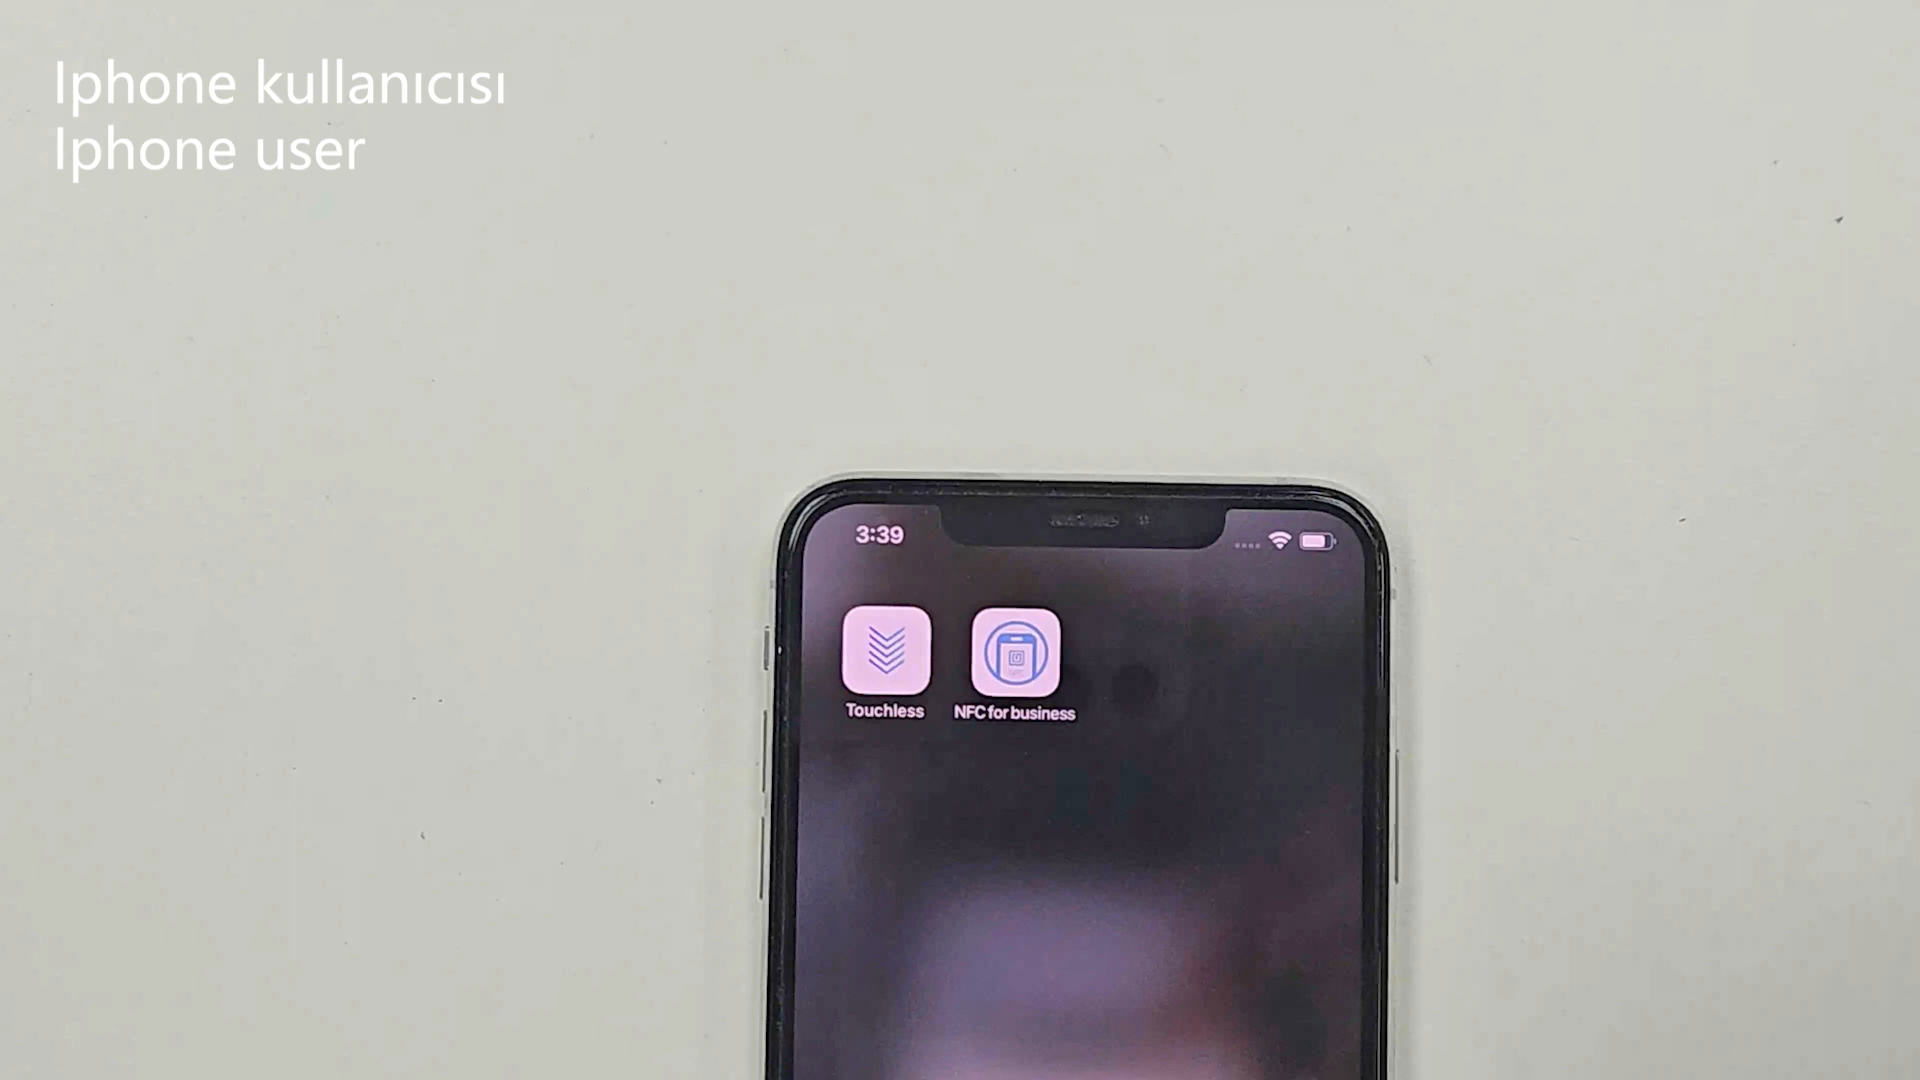 Iphone kullanıcısı
Iphone user
3:39
Touchless
NFC for business